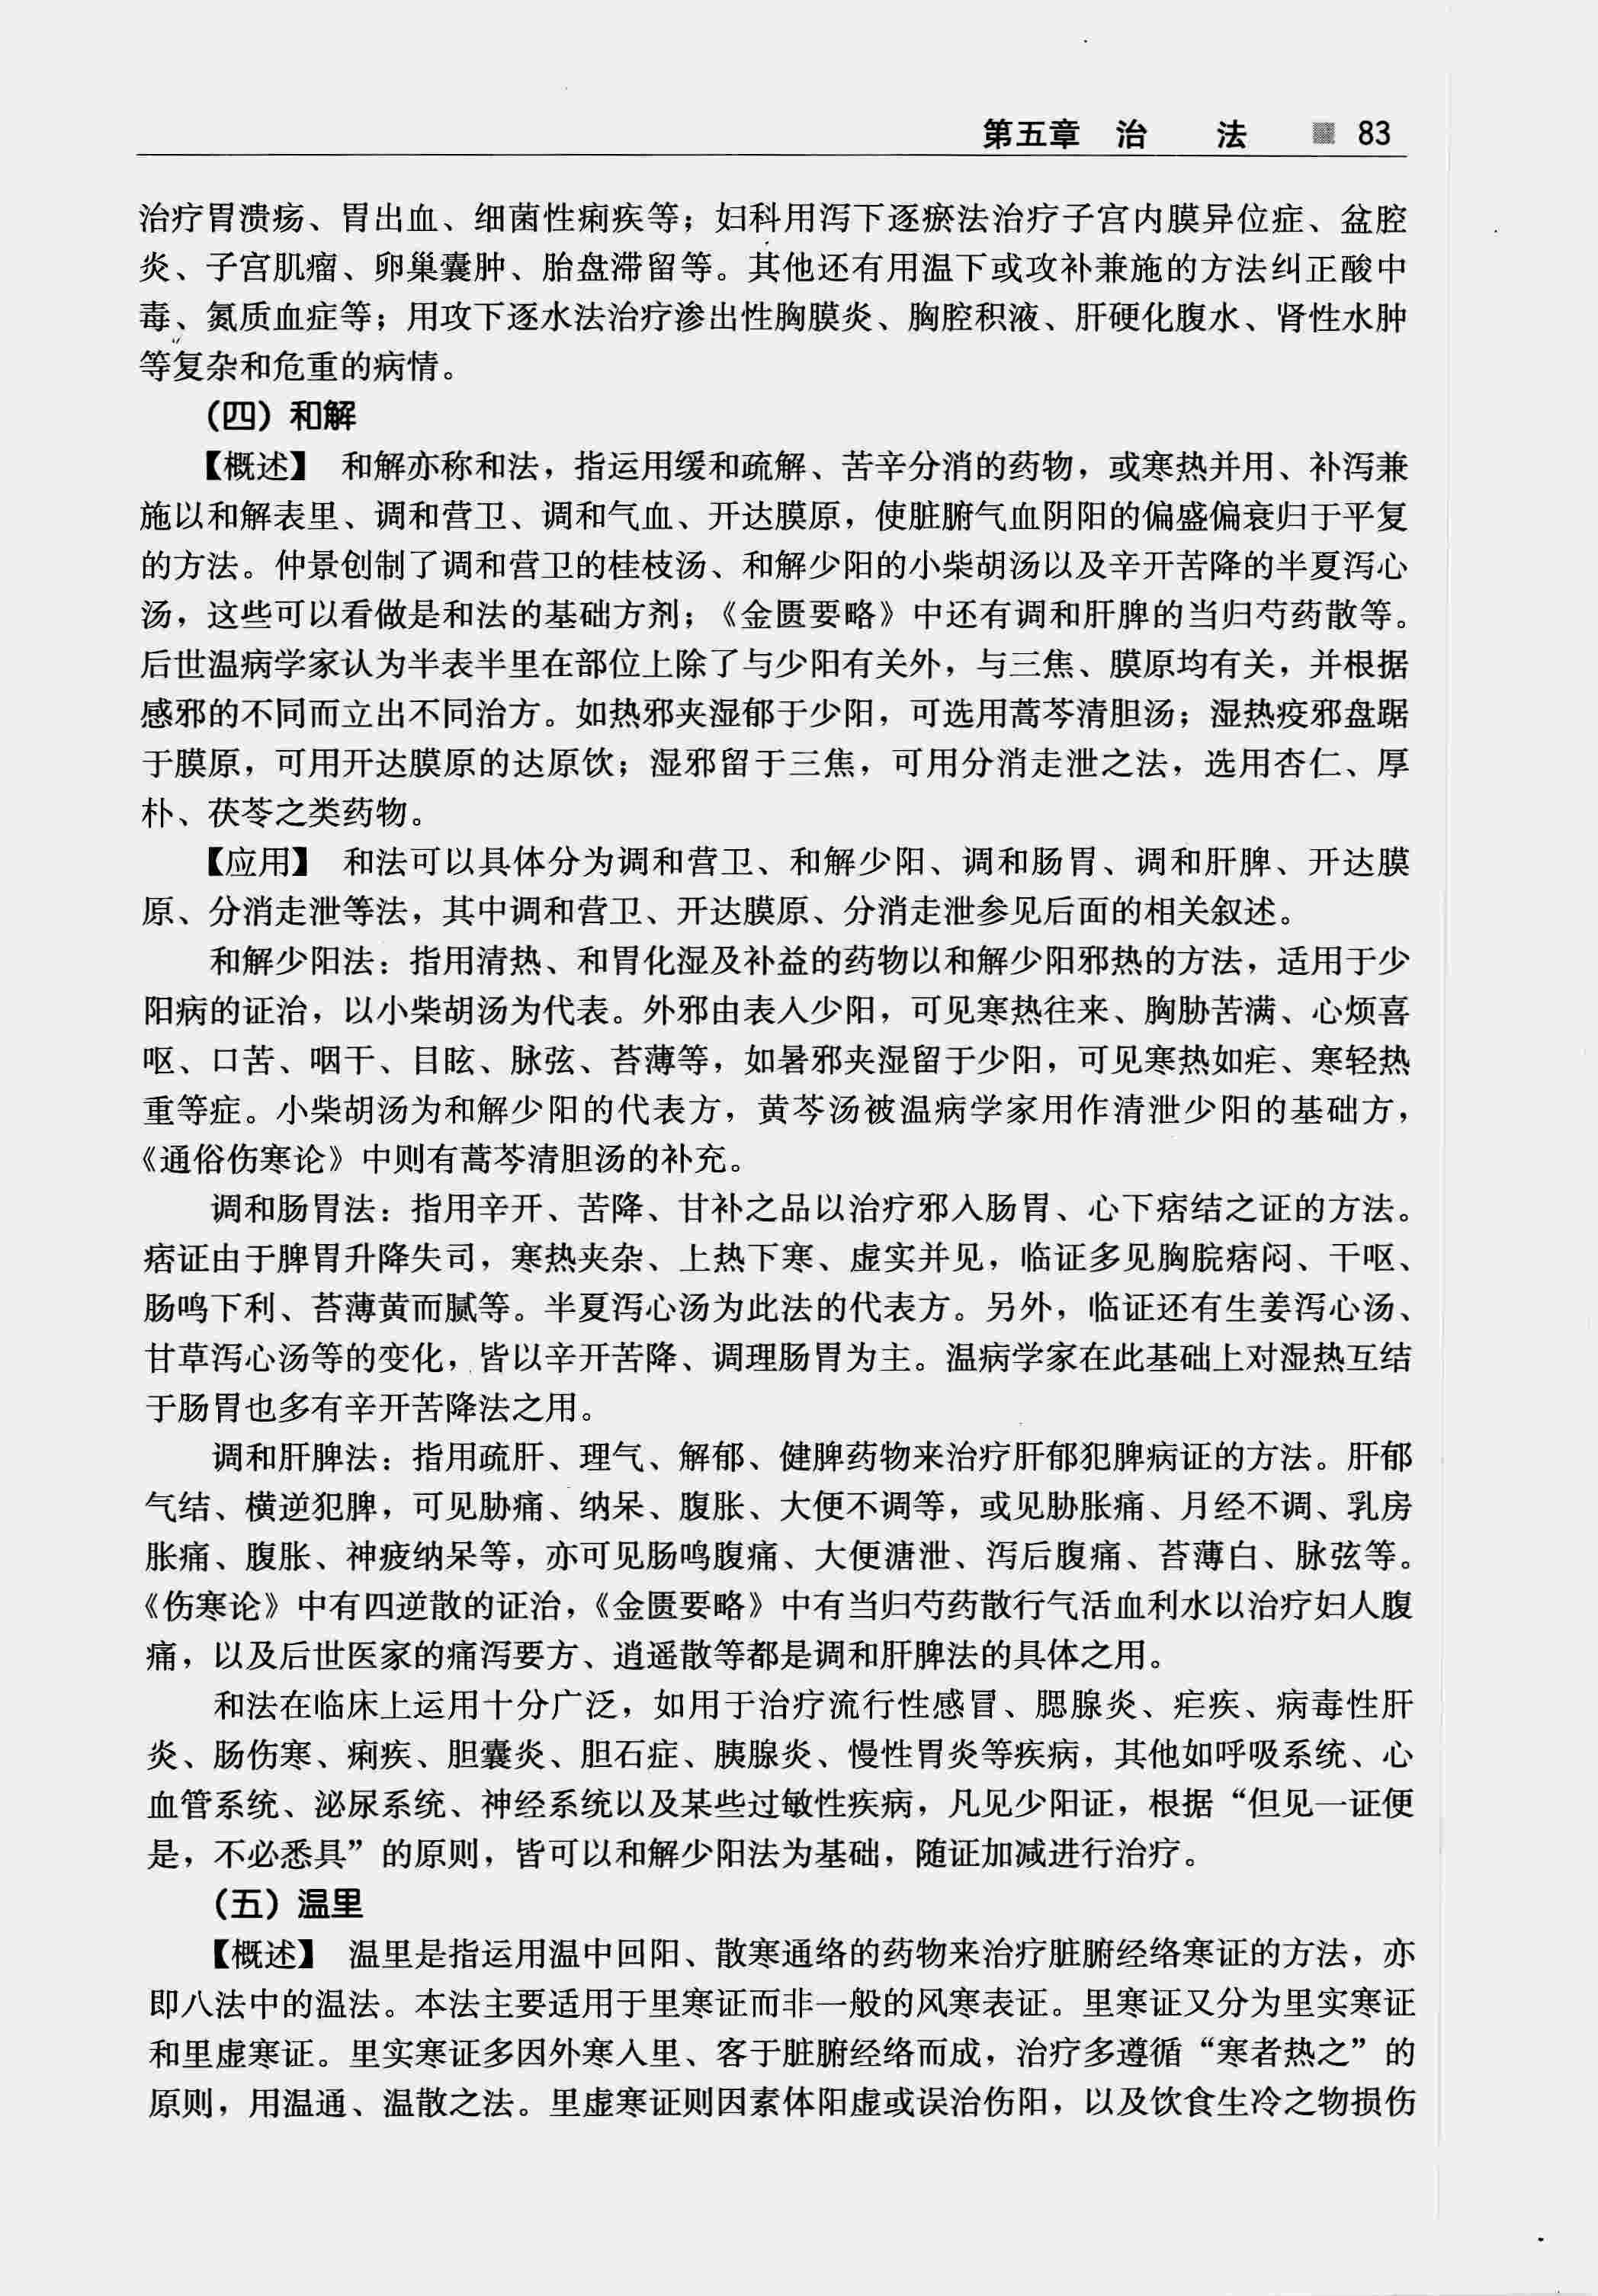 第五章 治 法 ▩ 83
治疗胃溃疡、胃出血、细菌性痢疾等；妇科用泻下逐瘀法治疗子宫内膜异位症、盆腔
炎、子宫肌瘤、卵巢囊肿、胎盘滞留等。其他还有用温下或攻补兼施的方法纠正酸中
毒、氮质血症等；用攻下逐水法治疗渗出性胸膜炎、胸腔积液、肝硬化腹水、肾性水肿
等复杂和危重的病情。
（四）和解
【概述】 和解亦称和法，指运用缓和疏解、苦辛分消的药物，或寒热并用、补泻兼
施以和解表里、调和营卫、调和气血、开达膜原，使脏腑气血阴阳的偏盛偏衰归于平复
的方法。仲景创制了调和营卫的桂枝汤、和解少阳的小柴胡汤以及辛开苦降的半夏泻心
汤，这些可以看做是和法的基础方剂；《金匮要略》中还有调和肝脾的当归芍药散等。
后世温病学家认为半表半里在部位上除了与少阳有关外，与三焦、膜原均有关，并根据
感邪的不同而立出不同治方。如热邪夹湿郁于少阳，可选用蒿芩清胆汤；湿热疫邪盘踞
于膜原，可用开达膜原的达原饮；湿邪留于三焦，可用分消走泄之法，选用杏仁、厚
朴、茯苓之类药物。
【应用】 和法可以具体分为调和营卫、和解少阳、调和肠胃、调和肝脾、开达膜
原、分消走泄等法，其中调和营卫、开达膜原、分消走泄参见后面的相关叙述。
和解少阳法：指用清热、和胃化湿及补益的药物以和解少阳邪热的方法，适用于少
阳病的证治，以小柴胡汤为代表。外邪由表入少阳，可见寒热往来、胸胁苦满、心烦喜
呕、口苦、咽干、目眩、脉弦、苔薄等，如暑邪夹湿留于少阳，可见寒热如疟、寒轻热
重等症。小柴胡汤为和解少阳的代表方，黄芩汤被温病学家用作清泄少阳的基础方，
《通俗伤寒论》中则有蒿芩清胆汤的补充。
调和肠胃法：指用辛开、苦降、甘补之品以治疗邪入肠胃、心下痞结之证的方法。
痞证由于脾胃升降失司，寒热夹杂、上热下寒、虚实并见，临证多见胸脘痞闷、干呕、
肠鸣下利、苔薄黄而腻等。半夏泻心汤为此法的代表方。另外，临证还有生姜泻心汤、
甘草泻心汤等的变化，皆以辛开苦降、调理肠胃为主。温病学家在此基础上对湿热互结
于肠胃也多有辛开苦降法之用。
调和肝脾法：指用疏肝、理气、解郁、健脾药物来治疗肝郁犯脾病证的方法。肝郁
气结、横逆犯脾，可见胁痛、纳呆、腹胀、大便不调等，或见胁胀痛、月经不调、乳房
胀痛、腹胀、神疲纳呆等，亦可见肠鸣腹痛、大便溏泄、泻后腹痛、苔薄白、脉弦等。
《伤寒论》中有四逆散的证治，《金匮要略》中有当归芍药散行气活血利水以治疗妇人腹
痛，以及后世医家的痛泻要方、逍遥散等都是调和肝脾法的具体之用。
和法在临床上运用十分广泛，如用于治疗流行性感冒、腮腺炎、疟疾、病毒性肝
炎、肠伤寒、痢疾、胆囊炎、胆石症、胰腺炎、慢性胃炎等疾病，其他如呼吸系统、心
血管系统、泌尿系统、神经系统以及某些过敏性疾病，凡见少阳证，根据“但见一证便
是，不必悉具”的原则，皆可以和解少阳法为基础，随证加减进行治疗。
（五）温里
【概述】 温里是指运用温中回阳、散寒通络的药物来治疗脏腑经络寒证的方法，亦
即八法中的温法。本法主要适用于里寒证而非一般的风寒表证。里寒证又分为里实寒证
和里虚寒证。里实寒证多因外寒入里、客于脏腑经络而成，治疗多遵循“寒者热之”的
原则，用温通、温散之法。里虚寒证则因素体阳虚或误治伤阳，以及饮食生冷之物损伤